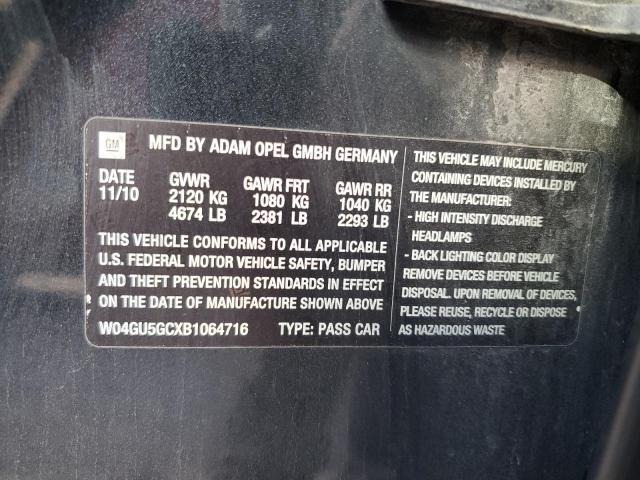 GM
MFD BY ADAM OPEL GMBH GERMANY
DATE GVWR GAWR FRT GAWR RR
11/10 2120 KG 1080 KG 1040 KG
4674 LB 2381 LB 2293 LB
THIS VEHICLE CONFORMS TO ALL APPLICABLE
U.S. FEDERAL MOTOR VEHICLE SAFETY, BUMPER
AND THEFT PREVENTION STANDARDS IN EFFECT
ON THE DATE OF MANUFACTURE SHOWN ABOVE
W04GU5GCXB1064716 TYPE: PASS CAR
THIS VEHICLE MAY INCLUDE MERCURY
CONTAINING DEVICES INSTALLED BY
THE MANUFACTURER:
- HIGH INTENSITY DISCHARGE
HEADLAMPS
- BACK LIGHTING COLOR DISPLAY
REMOVE DEVICES BEFORE VEHICLE
DISPOSAL. UPON REMOVAL OF DEVICES,
PLEASE REUSE, RECYCLE OR DISPOSE
AS HAZARDOUS WASTE